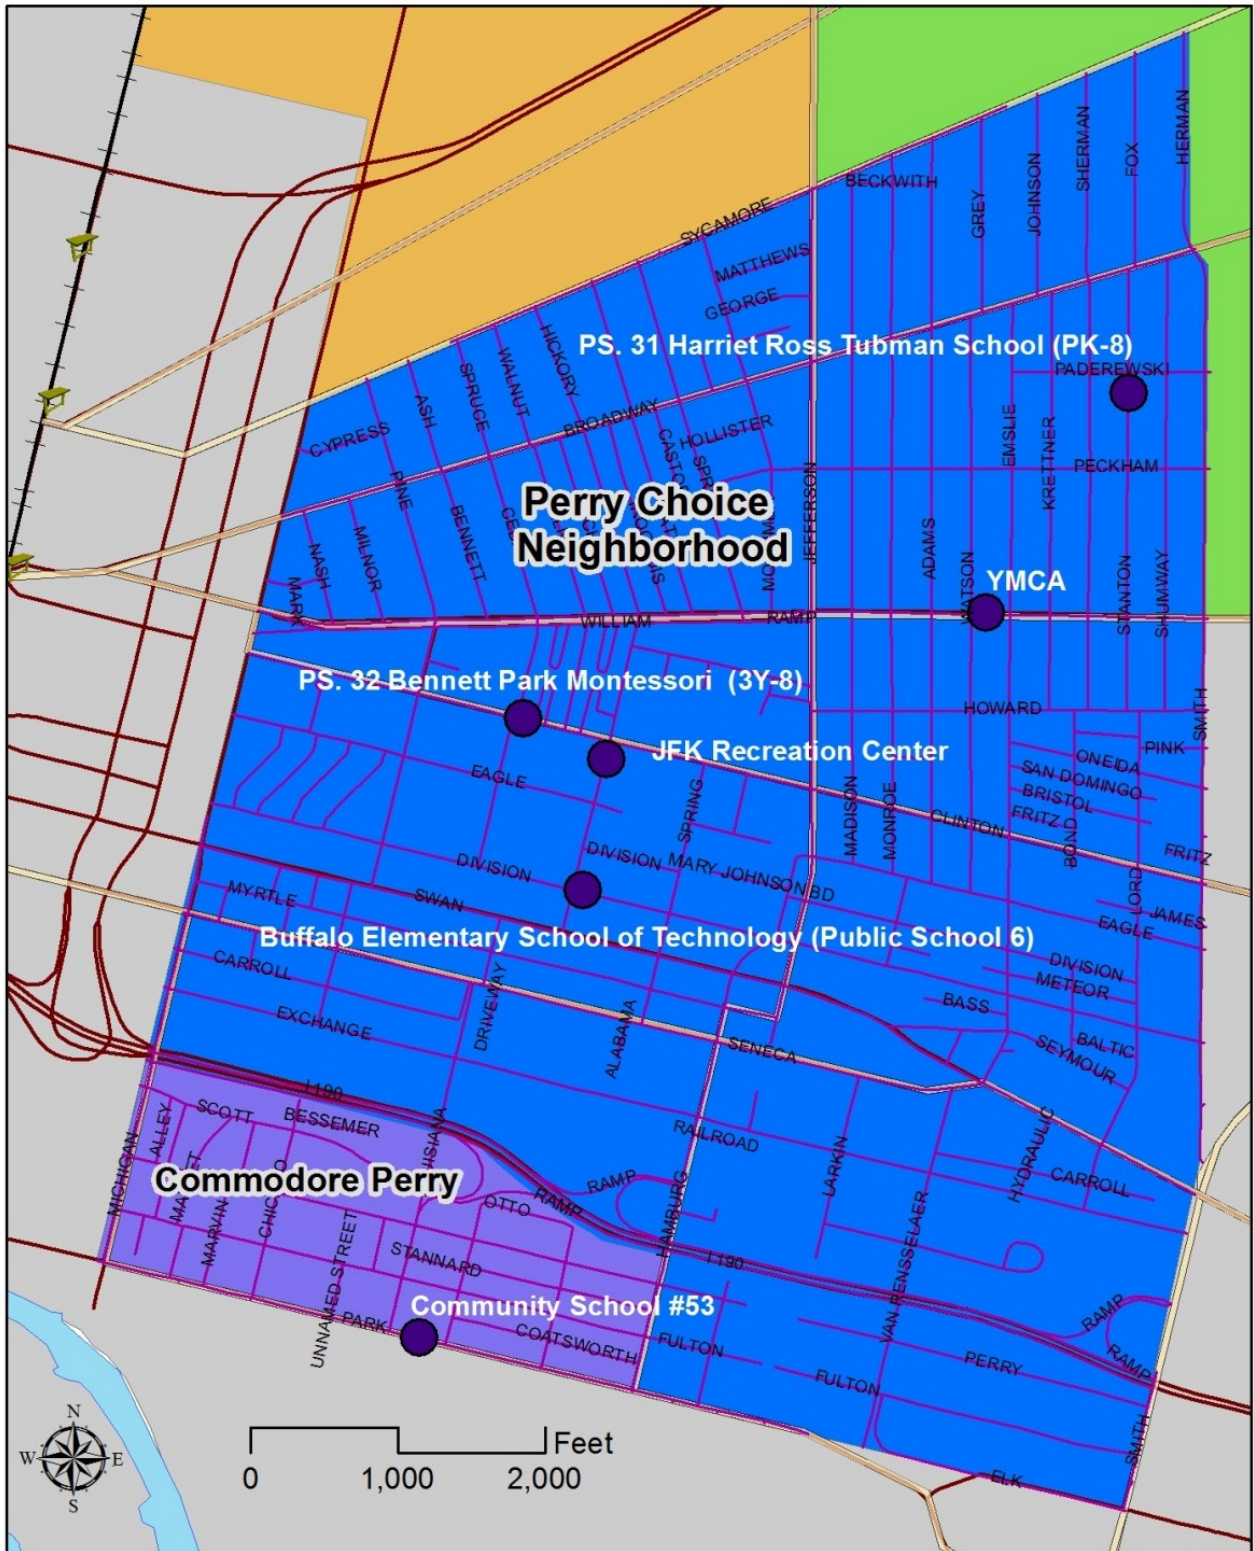 HERMAN
SHERMAN
FOX
JOHNSON
GREY
BECKWITH
SYCAMORE
MATTHEWS
GEORGE
HICKORY
PS. 31 Harriet Ross Tubman School (PK-8)
WALNUT
SPRUCE
PADEREWSKI
ASH
BROADWAY
CYPRESS
HOLLISTER
EMSLIE
KRETTNER
PECKHAM
PINE
JEFFERSON
Perry Choice
Neighborhood
BENNETT
NASH
MILNOR
ADAMS
WATSON
YMCA
STANTON
SHUMWAY
MARK
WILLIAM
RAMP
PS. 32 Bennett Park Montessori (3Y-8)
HOWARD
SMITH
JFK Recreation Center
PINK
ONEIDA
EAGLE
SAN DOMINGO
BRISTOL
SPRING
MADISON
MONROE
FRITZ
CLINTON
BOND
FRITZ
DIVISION
DIVISION
MARY JOHNSON BD
MYRTLE
SWAN
LORD
JAMES
EAGLE
Buffalo Elementary School of Technology (Public School 6)
CARROLL
DIVISION
METEOR
DRIVEWAY
BASS
EXCHANGE
ALABAMA
SENECA
BALTIC
SEYMOUR
I 190
SCOTT
BESSEMER
ALLEY
RAILROAD
LARKIN
HYDRAULIC
MICHIGAN
Commodore Perry
CARROLL
RAMP
RAMP
OTTO
HAMBURG
MARVIN
UNNAMED STREET
STANNARD
I 190
VAN RENSSELAER
Community School #53
RAMP
PARK
COATSWORTH
FULTON
PERRY
RAMP
FULTON
SMITH
ELK
N
W
E
S
Feet
0
1,000
2,000